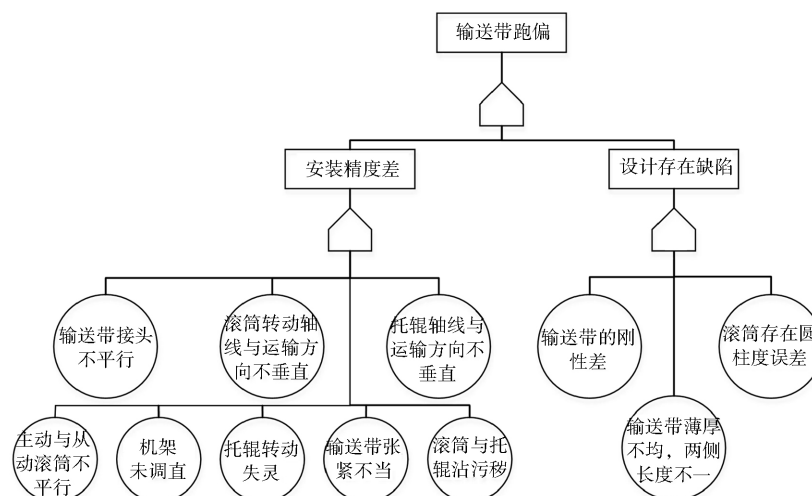 输送带跑偏
安装精度差
设计存在缺陷
输送带接头
不平行
滚筒转动轴
线与运输方
向不垂直
托辊轴线与
运输方向不
垂直
输送带的刚
性差
滚筒存在圆
柱度误差
主动与从
动滚筒不
平行
机架
未调直
托辊转动
失灵
输送带张
紧不当
滚筒与托
辊沾污秽
输送带薄厚
不均，两侧
长度不一